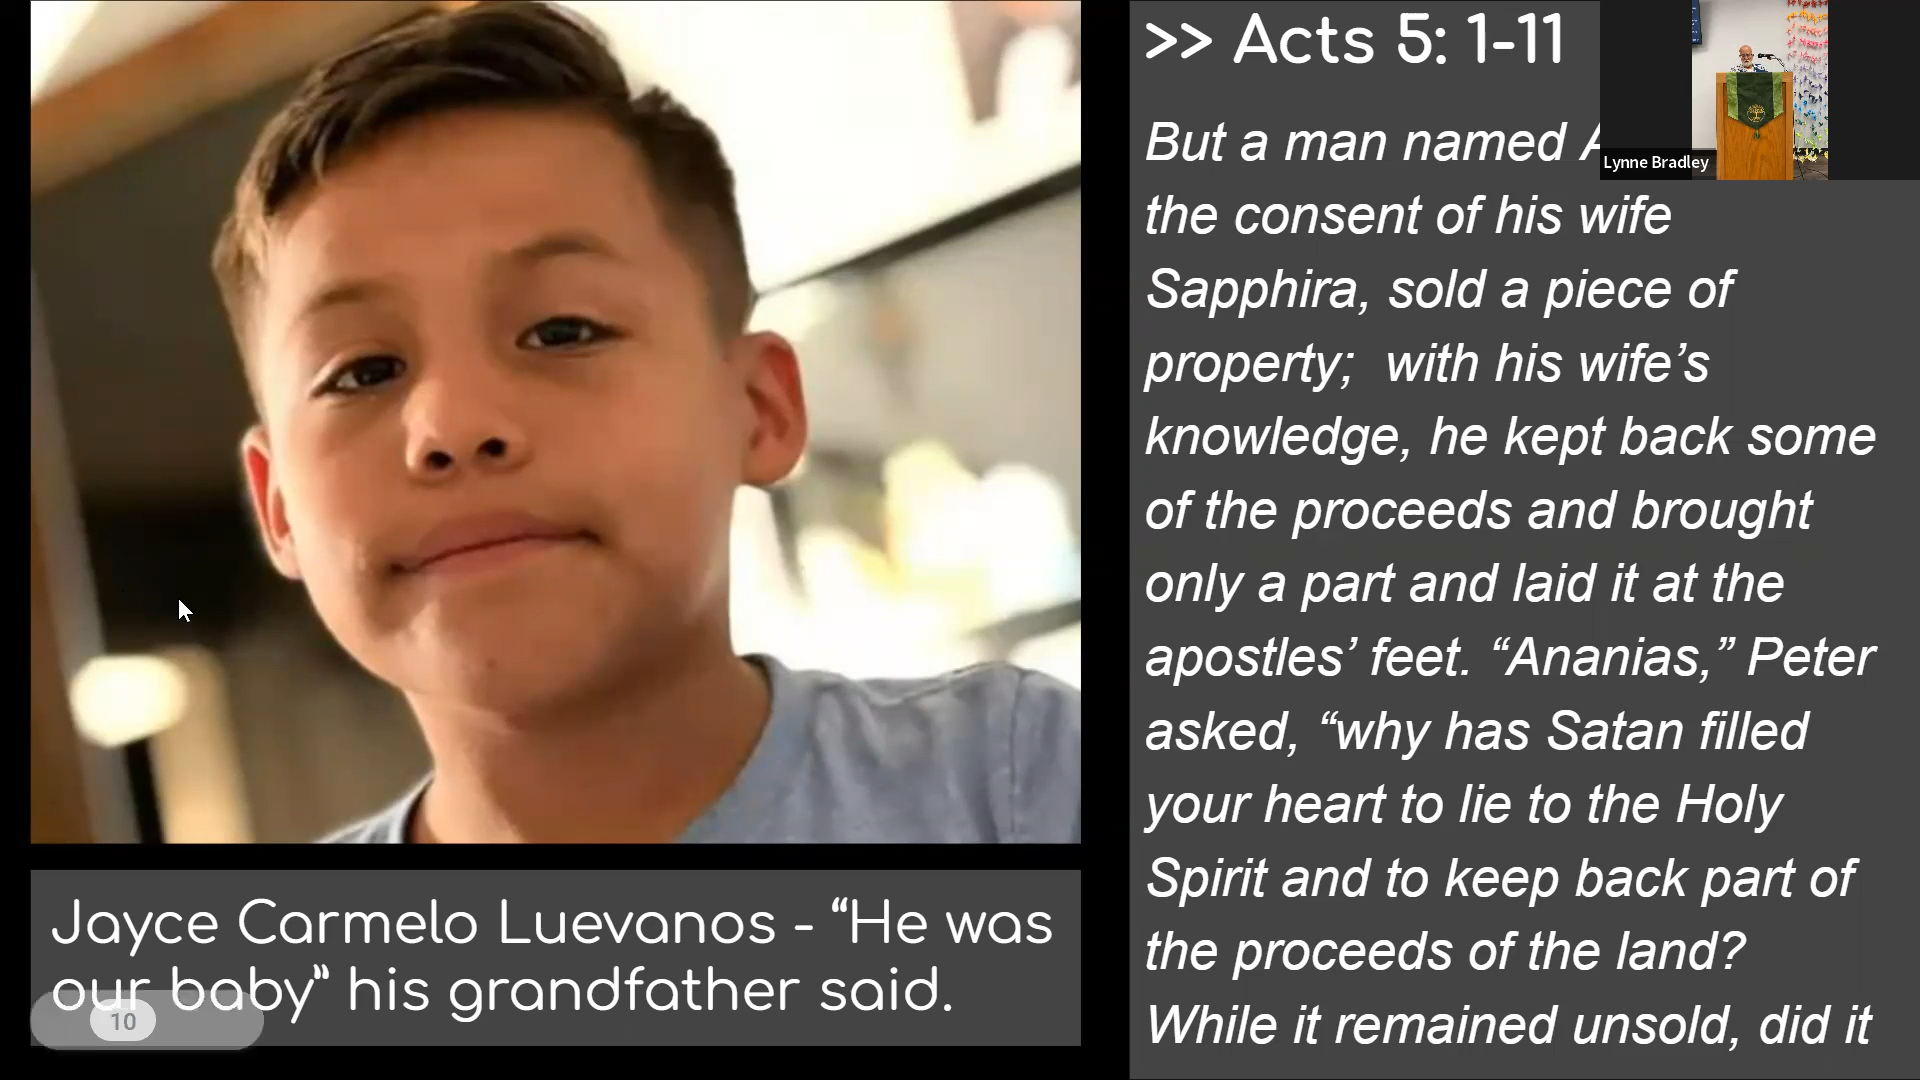 >> Acts 5: 1-11
But a man named
the consent of his wife
Sapphira, sold a piece of
property;  with his wife’s
knowledge, he kept back some
of the proceeds and brought
only a part and laid it at the
apostles’ feet. “Ananias,” Peter
asked, “why has Satan filled
your heart to lie to the Holy
Spirit and to keep back part of
the proceeds of the land?
While it remained unsold, did it
Lynne Bradley
Jayce Carmelo Luevanos - “He was
our baby” his grandfather said.
10